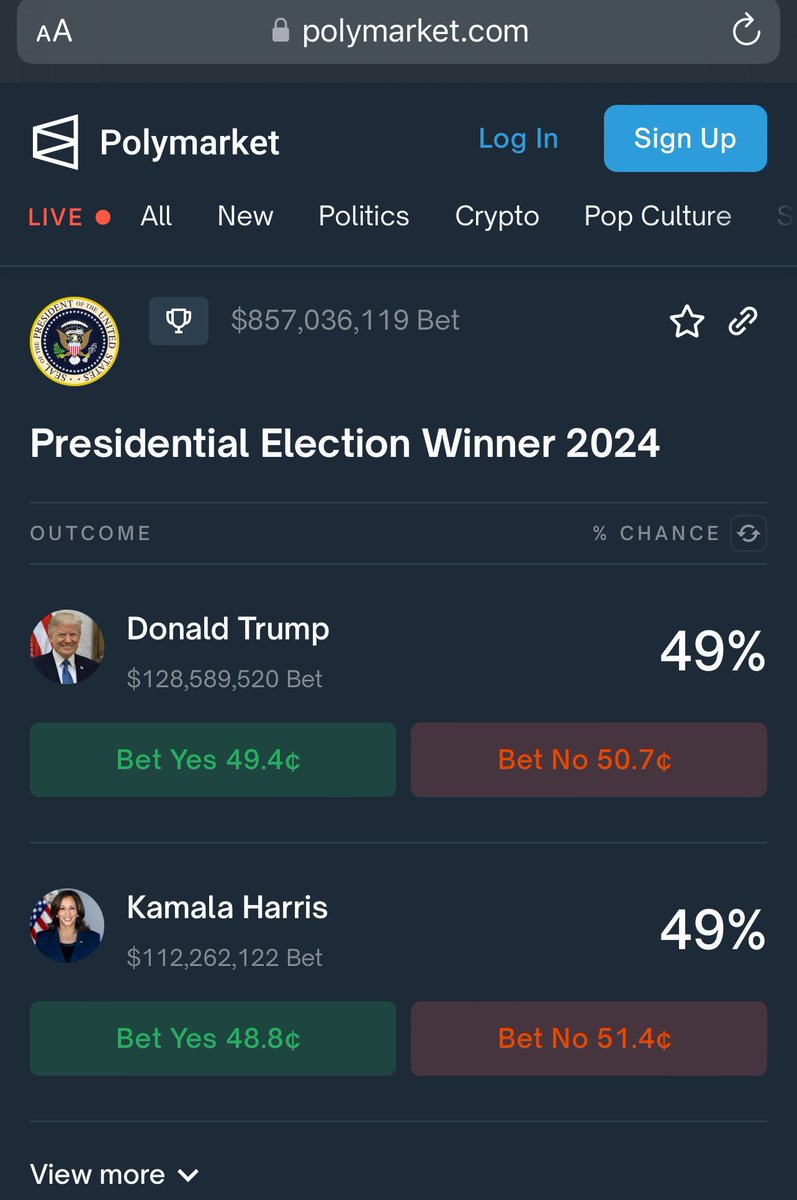 AA polymarket.com
Polymarket Log In Sign Up
LIVE All New Politics Crypto Pop Culture S
$857,036,119 Bet
SEAL OF THE PRESIDENT OF THE UNITED STATES
Presidential Election Winner 2024
OUTCOME % CHANCE
Donald Trump 49%
$128,589,520 Bet
Bet Yes 49.4¢ Bet No 50.7¢
Kamala Harris 49%
$112,262,122 Bet
Bet Yes 48.8¢ Bet No 51.4¢
View more